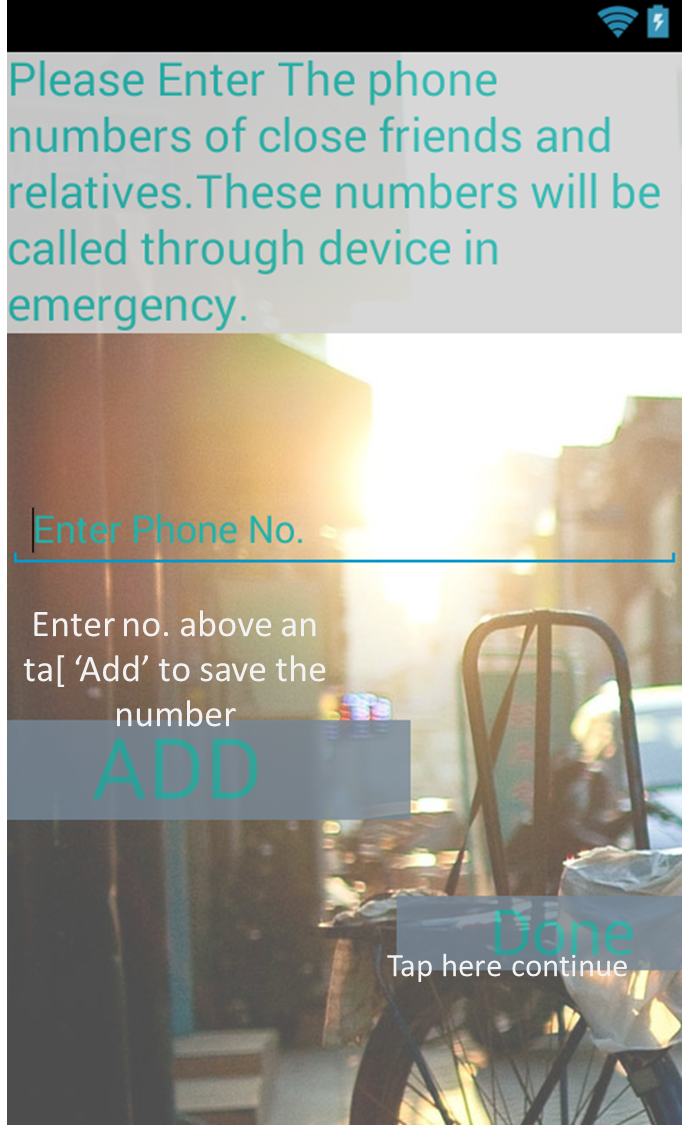 Please Enter The phone
numbers of close friends and
relatives.These numbers will be
called through device in
emergency.
Enter Phone No.
Enter no. above an
ta[ ‘Add’ to save the
number
ADD
Done
Tap here continue